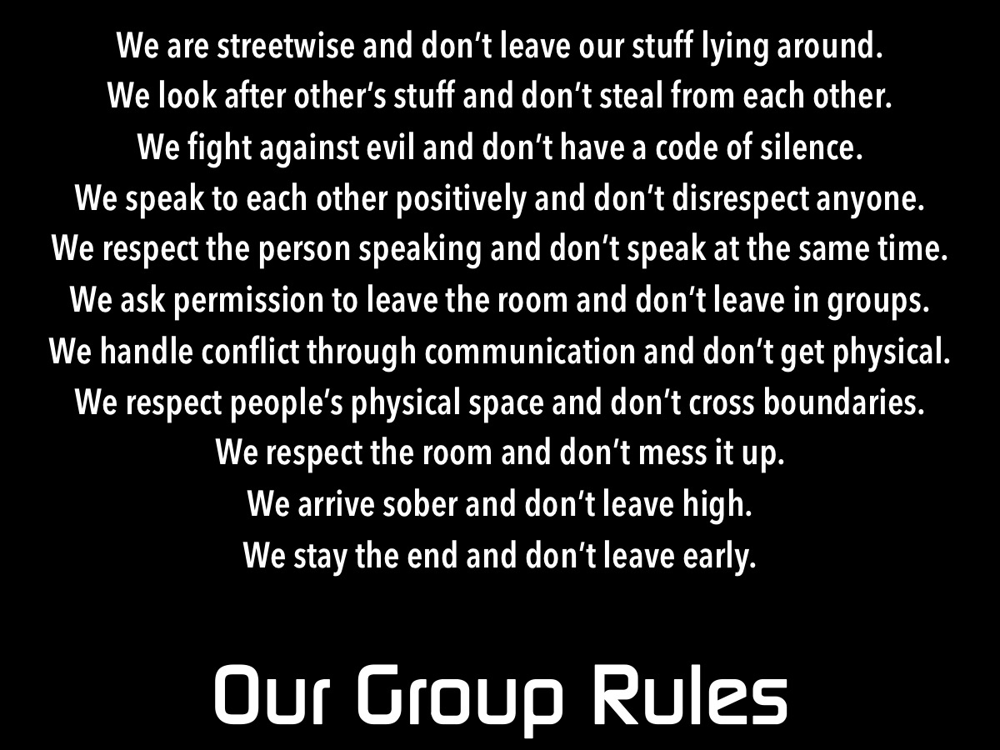 We are streetwise and don’t leave our stuff lying around.
We look after other’s stuff and don’t steal from each other.
We fight against evil and don’t have a code of silence.
We speak to each other positively and don’t disrespect anyone.
We respect the person speaking and don’t speak at the same time.
We ask permission to leave the room and don’t leave in groups.
We handle conflict through communication and don’t get physical.
We respect people’s physical space and don’t cross boundaries.
We respect the room and don’t mess it up.
We arrive sober and don’t leave high.
We stay the end and don’t leave early.
Our Group Rules